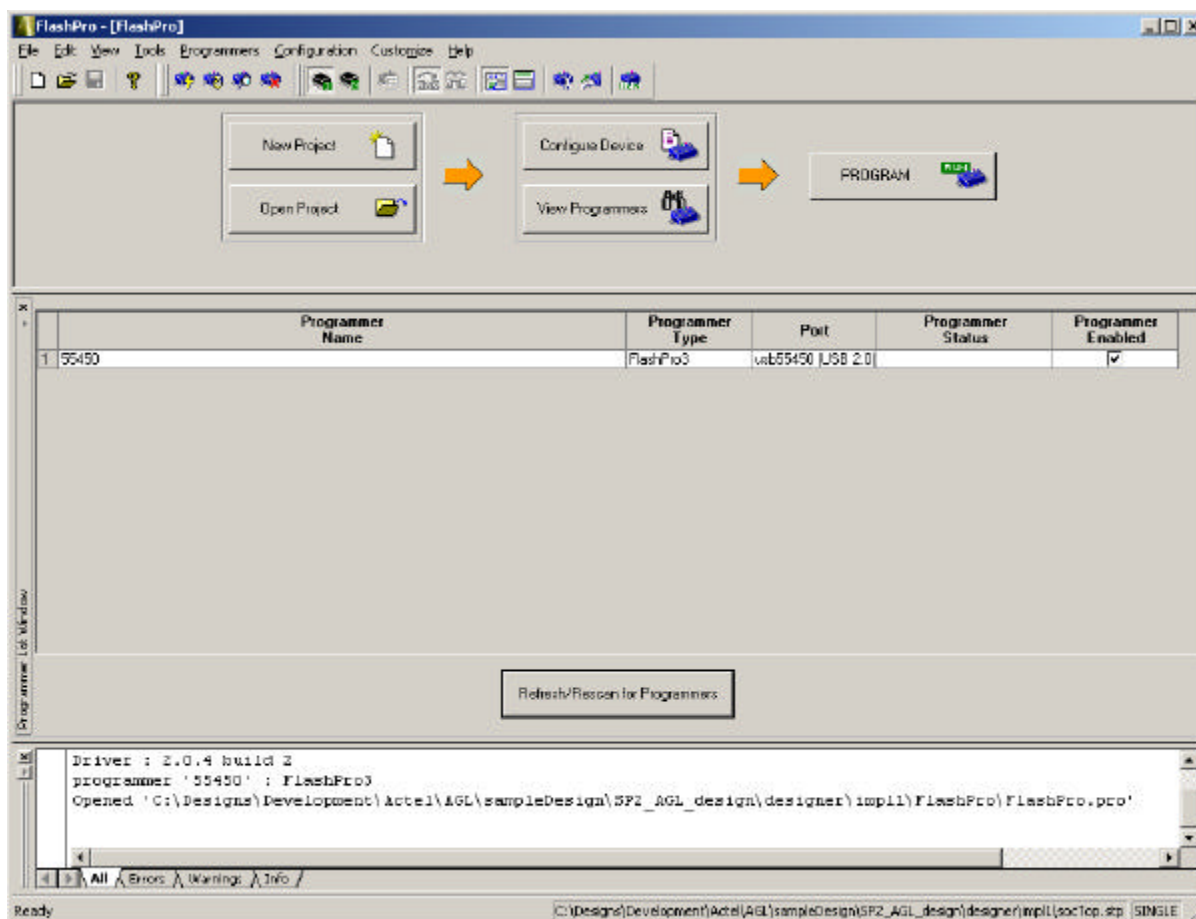 FlashPro - [FlashPro]
File Edit View Tools Programmers Configuration Customize Help
New Project
Open Project
Configure Device
View Programmers
PROGRAM
Programmer Name
Programmer Type
Port
Programmer Status
Programmer Enabled
1 55450 FlashPro3 usb55450 (USB 2.0)
Programmer List Window
Refresh/Rescan for Programmers
Driver : 2.0.4 build 2
programmer '55450' : FlashPro3
Opened 'C:\Designs\Development\Actel\AGL\sampleDesign\SP2_AGL_design\designer\impl1\FlashPro\FlashPro.pro'
All Errors Warnings Info
Ready
C:\Designs\Development\Actel\AGL\sampleDesign\SP2_AGL_design\designer\impl1\socTop.stp SINGLE